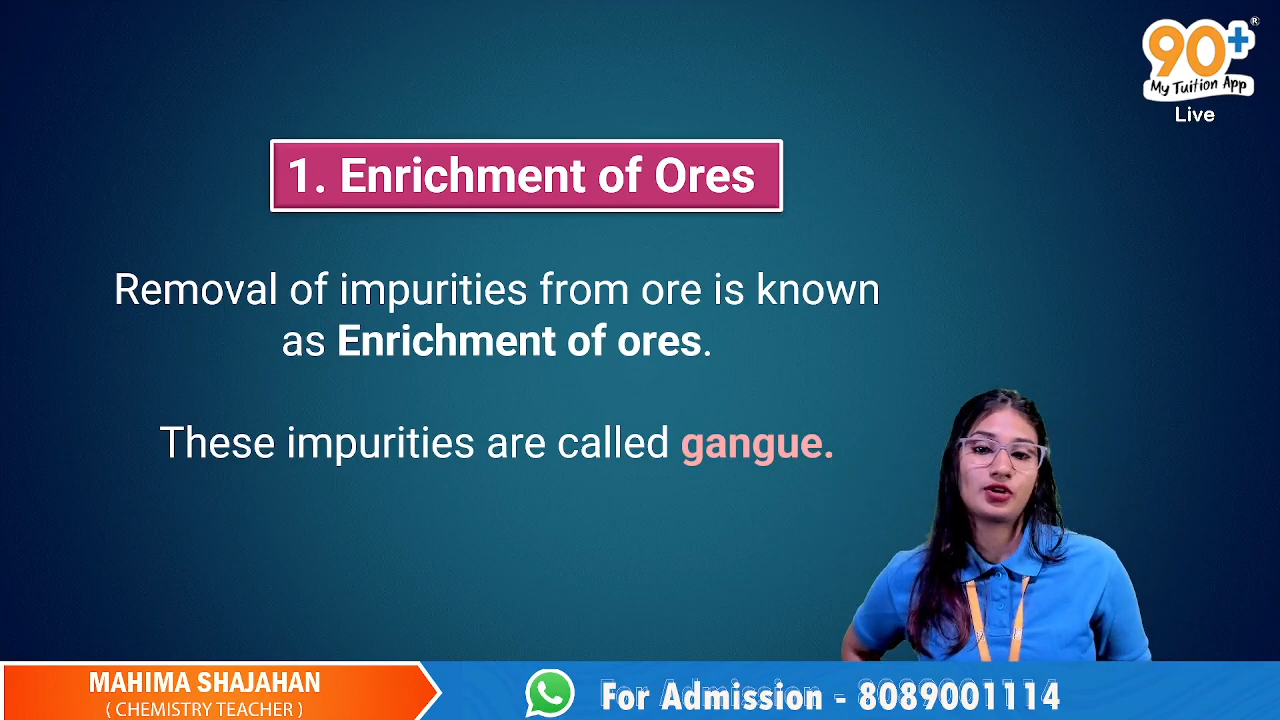 90+
®
My Tuition App
Live
1. Enrichment of Ores
Removal of impurities from ore is known
as Enrichment of ores.
These impurities are called gangue.
MAHIMA SHAJAHAN
( CHEMISTRY TEACHER )
For Admission - 8089001114